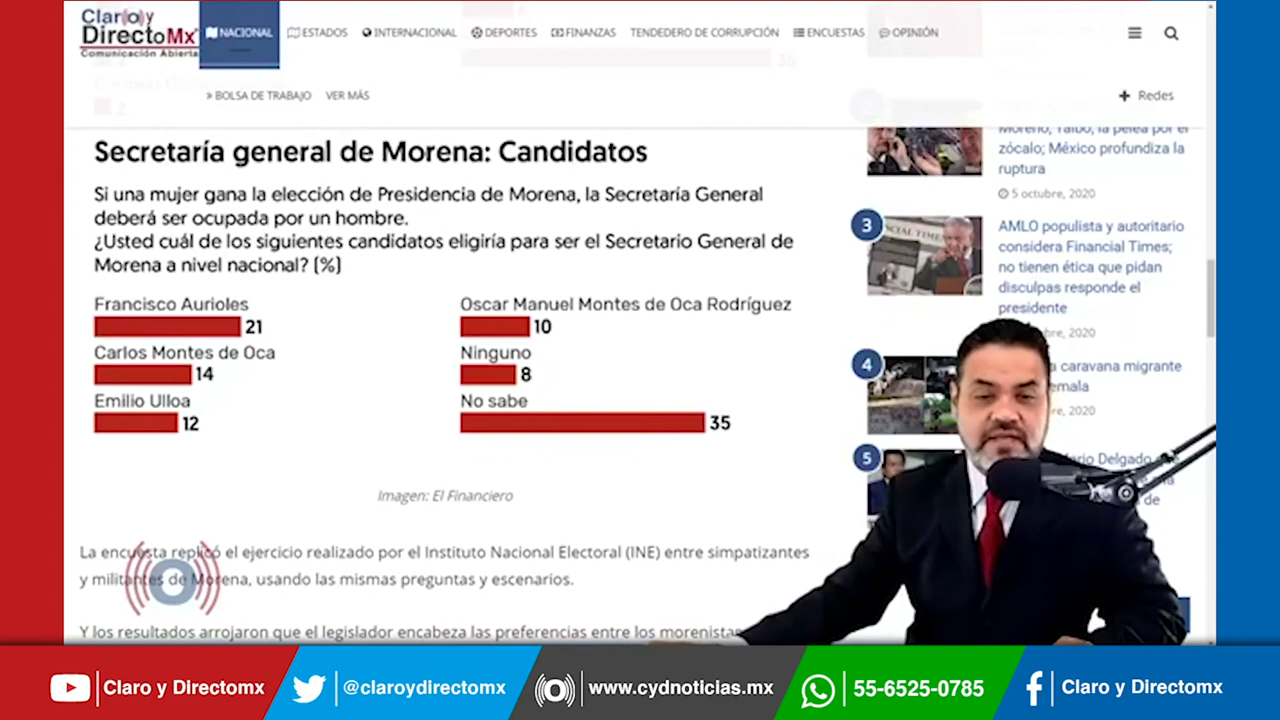 Claro y
DirectoMx
Comunicación Abierta
NACIONAL
ESTADOS
INTERNACIONAL
DEPORTES
FINANZAS
TENDEDERO DE CORRUPCIÓN
ENCUESTAS
OPINIÓN
» BOLSA DE TRABAJO
VER MÁS
+ Redes
Secretaría general de Morena: Candidatos
Si una mujer gana la elección de Presidencia de Morena, la Secretaría General
deberá ser ocupada por un hombre.
¿Usted cuál de los siguientes candidatos eligiría para ser el Secretario General de
Morena a nivel nacional? (%)
Francisco Aurioles
21
Carlos Montes de Oca
14
Emilio Ulloa
12
Oscar Manuel Montes de Oca Rodríguez
10
Ninguno
8
No sabe
35
Imagen: El Financiero
La encuesta replicó el ejercicio realizado por el Instituto Nacional Electoral (INE) entre simpatizantes
y militantes de Morena, usando las mismas preguntas y escenarios.
Y los resultados arrojaron que el legislador encabeza las preferencias entre los morenistas
Moreno, Taibo, la pelea por el
zócalo; México profundiza la
ruptura
5 octubre, 2020
3
AMLO populista y autoritario
considera Financial Times;
no tienen ética que pidan
disculpas responde el
presidente
2020
4
caravana migrante
2020
5
Delgado
de
Claro y Directomx
@claroydirectomx
www.cydnoticias.mx
55-6525-0785
Claro y Directomx